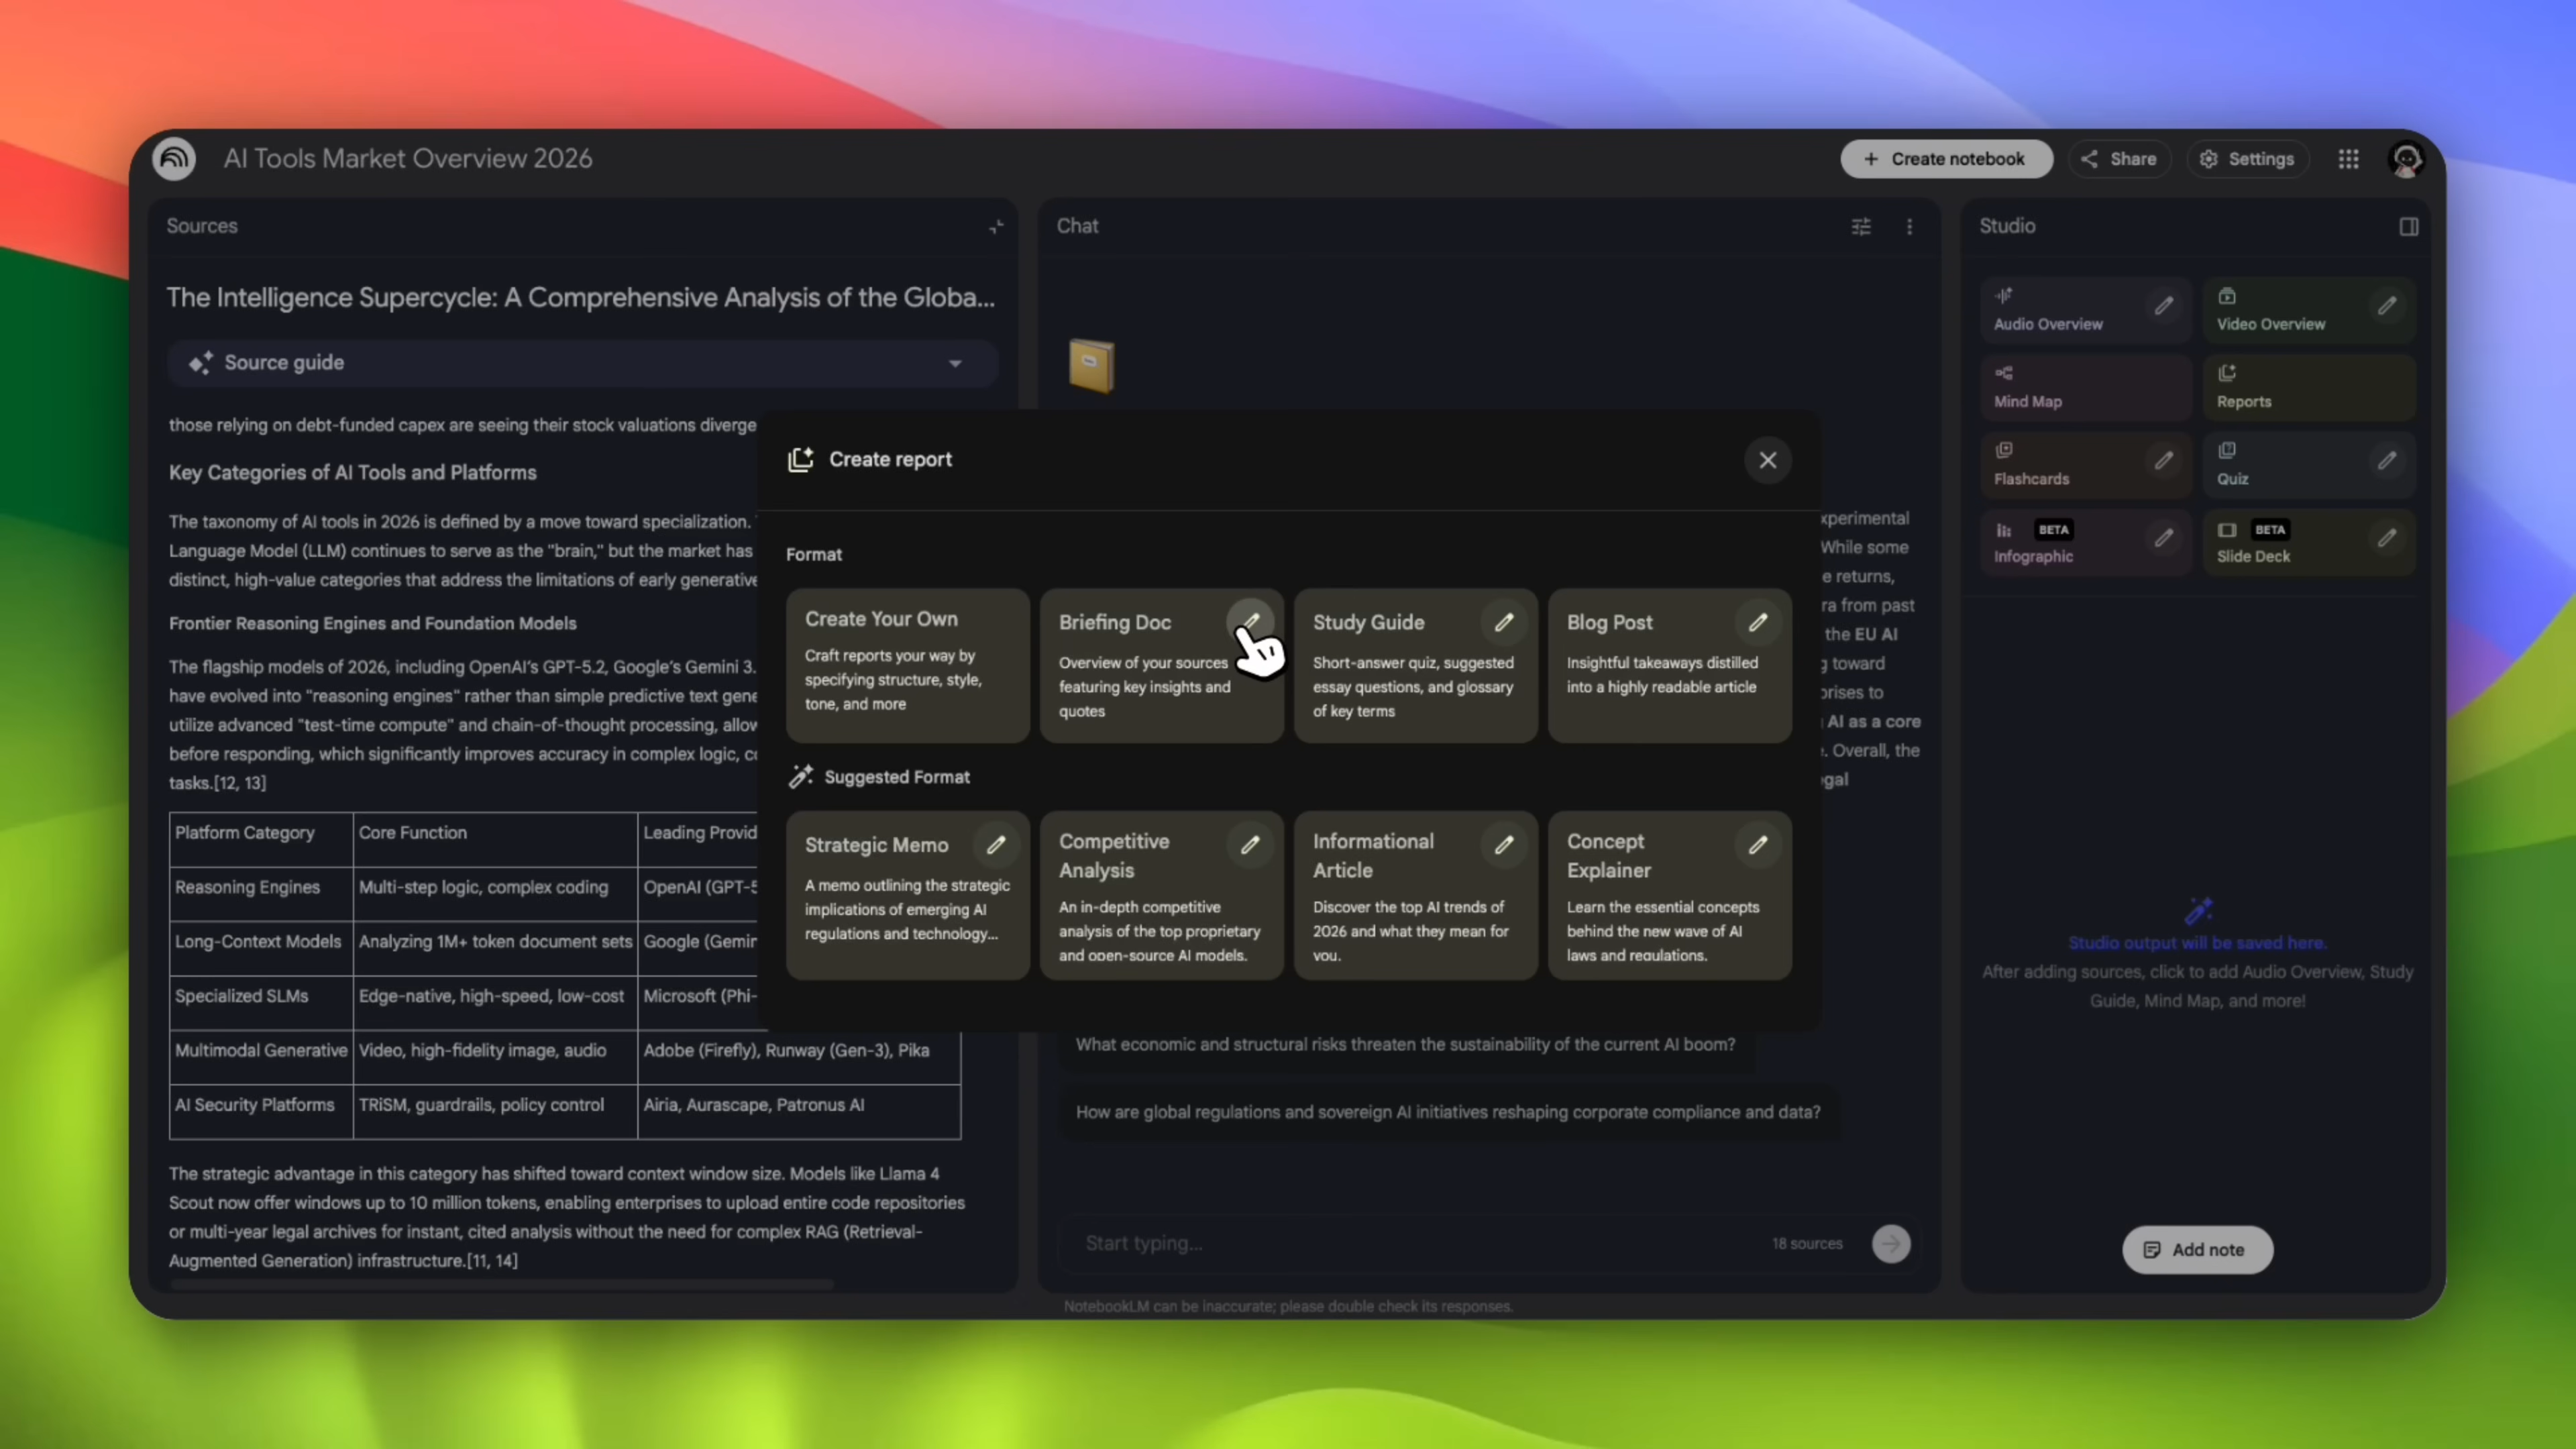 AI Tools Market Overview 2026
Create notebook
Share
Settings
Sources
The Intelligence Supercycle: A Comprehensive Analysis of the Globa...
Source guide
those relying on debt-funded capex are seeing their stock valuations diverge
Key Categories of AI Tools and Platforms
The taxonomy of AI tools in 2026 is defined by a move toward specialization.
Language Model (LLM) continues to serve as the "brain," but the market has
distinct, high-value categories that address the limitations of early generative
Frontier Reasoning Engines and Foundation Models
The flagship models of 2026, including OpenAI's GPT-5.2, Google's Gemini 3.
have evolved into "reasoning engines" rather than simple predictive text gene
utilize advanced "test-time compute" and chain-of-thought processing, allow
before responding, which significantly improves accuracy in complex logic, c
tasks.[12, 13]
Platform Category Core Function Leading Provid
Reasoning Engines Multi-step logic, complex coding OpenAI (GPT-5
Long-Context Models Analyzing 1M+ token document sets Google (Gemin
Specialized SLMs Edge-native, high-speed, low-cost Microsoft (Phi-
Multimodal Generative Video, high-fidelity image, audio Adobe (Firefly), Runway (Gen-3), Pika
AI Security Platforms TRiSM, guardrails, policy control Airia, Aurascape, Patronus AI
The strategic advantage in this category has shifted toward context window size. Models like Llama 4
Scout now offer windows up to 10 million tokens, enabling enterprises to upload entire code repositories
or multi-year legal archives for instant, cited analysis without the need for complex RAG (Retrieval-
Augmented Generation) infrastructure.[11, 14]
Chat
xperimental
While some
e returns,
ra from past
the EU AI
g toward
prises to
AI as a core
. Overall, the
gal
Create report
Format
Create Your Own
Craft reports your way by
specifying structure, style,
tone, and more
Briefing Doc
Overview of your sources
featuring key insights and
quotes
Study Guide
Short-answer quiz, suggested
essay questions, and glossary
of key terms
Blog Post
Insightful takeaways distilled
into a highly readable article
Suggested Format
Strategic Memo
A memo outlining the strategic
implications of emerging AI
regulations and technology...
Competitive
Analysis
An in-depth competitive
analysis of the top proprietary
and open-source AI models.
Informational
Article
Discover the top AI trends of
2026 and what they mean for
you.
Concept
Explainer
Learn the essential concepts
behind the new wave of AI
laws and regulations.
What economic and structural risks threaten the sustainability of the current AI boom?
How are global regulations and sovereign AI initiatives reshaping corporate compliance and data?
Start typing...
18 sources
NotebookLM can be inaccurate; please double check its responses.
Studio
Audio Overview
Video Overview
Mind Map
Reports
Flashcards
Quiz
BETA
Infographic
BETA
Slide Deck
Studio output will be saved here.
After adding sources, click to add Audio Overview, Study
Guide, Mind Map, and more!
Add note